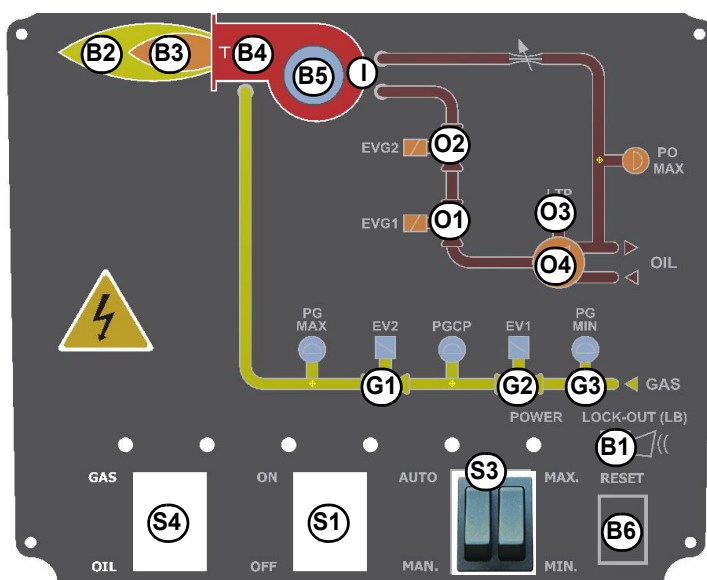 B2
B3
T
B4
B5
I
EVG2
O2
PO
MAX
EVG1
O1
LTP
O3
O4
OIL
PG
MAX
EV2
PGCP
EV1
PG
MIN
G1
G2
G3
GAS
POWER
LOCK-OUT (LB)
B1
GAS
ON
AUTO
S3
MAX.
RESET
S4
S1
B6
OIL
OFF
MAN.
MIN.